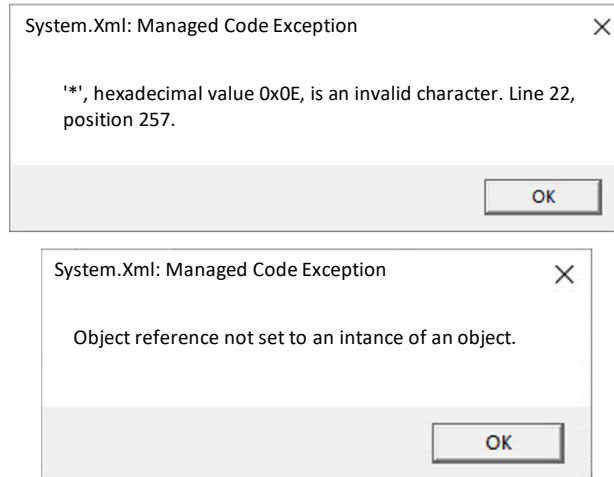 System.Xml: Managed Code Exception
'*', hexadecimal value 0x0E, is an invalid character. Line 22,
position 257.
OK
System.Xml: Managed Code Exception
Object reference not set to an intance of an object.
OK